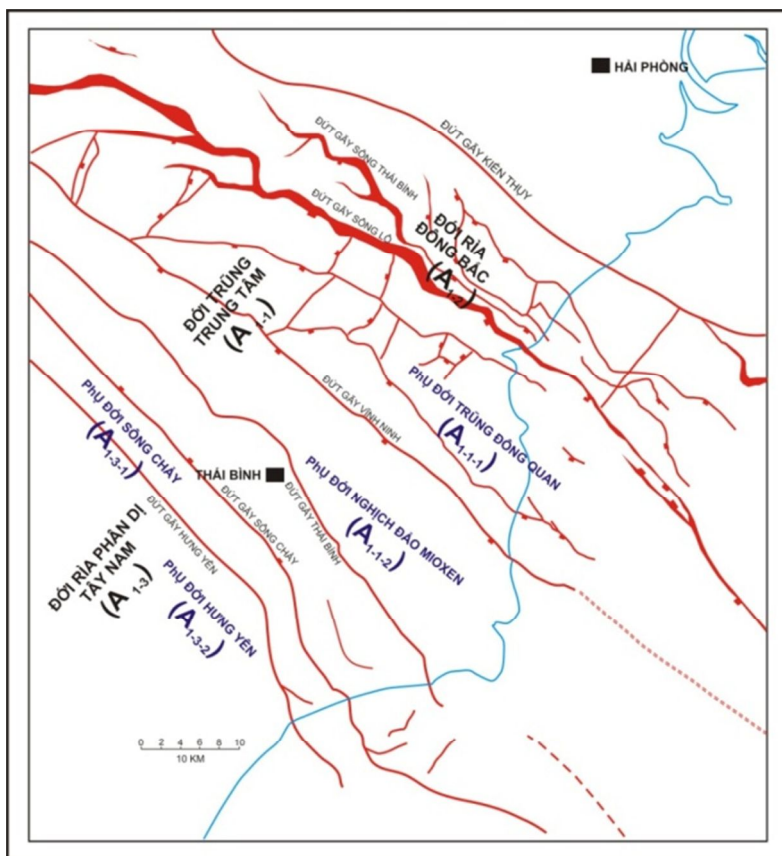 HẢI PHÒNG
ĐỨT GÃY KIẾN THỤY
ĐỨT GÃY SÔNG THÁI BÌNH
ĐỨT GÃY SÔNG LÔ
ĐỚI RÌA
ĐÔNG BẮC
(A1-2)
ĐỚI TRŨNG
TRUNG TÂM
(A1-1)
ĐỨT GÃY VĨNH NINH
PHỤ ĐỚI TRŨNG ĐÔNG QUAN
(A1-1-1)
PHỤ ĐỚI SÔNG CHẢY
(A1-3-1)
THÁI BÌNH
ĐỨT GÃY THÁI BÌNH
PHỤ ĐỚI NGHỊCH ĐẢO MIOXEN
(A1-1-2)
ĐỨT GÃY SÔNG CHẢY
ĐỨT GÃY HƯNG YÊN
ĐỚI RÌA PHÂN DỊ
TÂY NAM
(A1-3)
PHỤ ĐỚI HƯNG YÊN
(A1-3-2)
0 2 4 6 8 10
10 KM